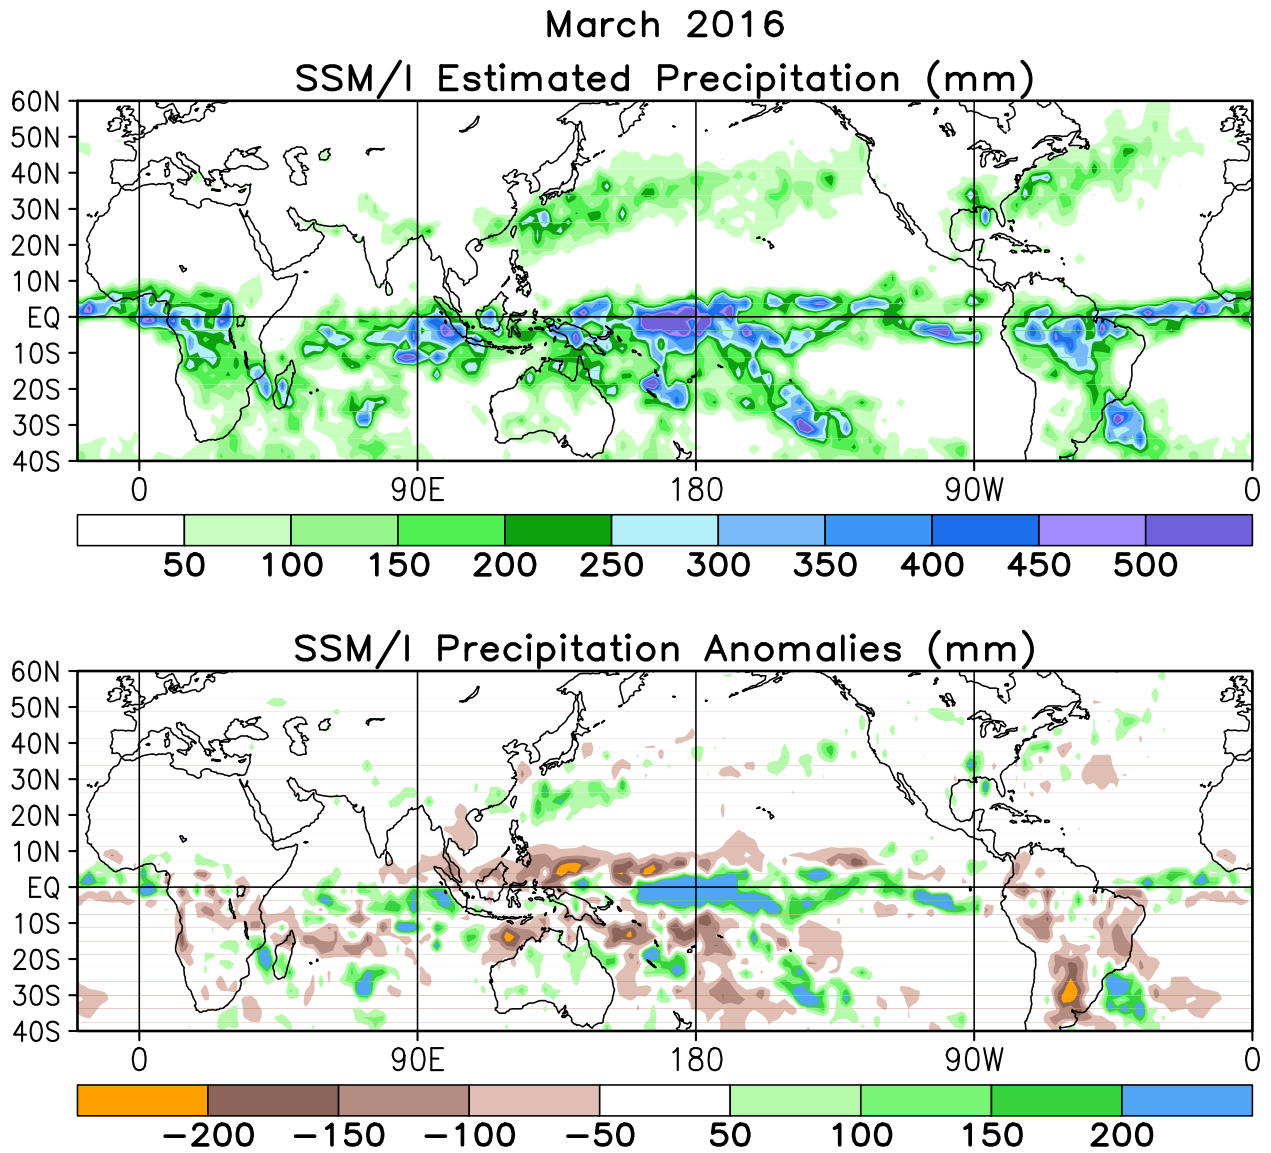 March 2016
SSM/I Estimated Precipitation (mm)
60N
50N
40N
30N
20N
10N
EQ
10S
20S
30S
40S
0 90E 180 90W 0
50 100 150 200 250 300 350 400 450 500
SSM/I Precipitation Anomalies (mm)
60N
50N
40N
30N
20N
10N
EQ
10S
20S
30S
40S
0 90E 180 90W 0
−200 −150 −100 −50 50 100 150 200